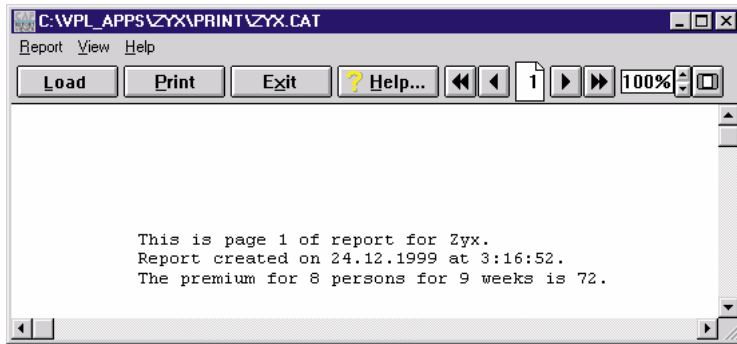 C:\VPL_APPS\ZYX\PRINT\ZYX.CAT
Report View Help
Load Print Exit ? Help... 1 100%
This is page 1 of report for Zyx.
Report created on 24.12.1999 at 3:16:52.
The premium for 8 persons for 9 weeks is 72.